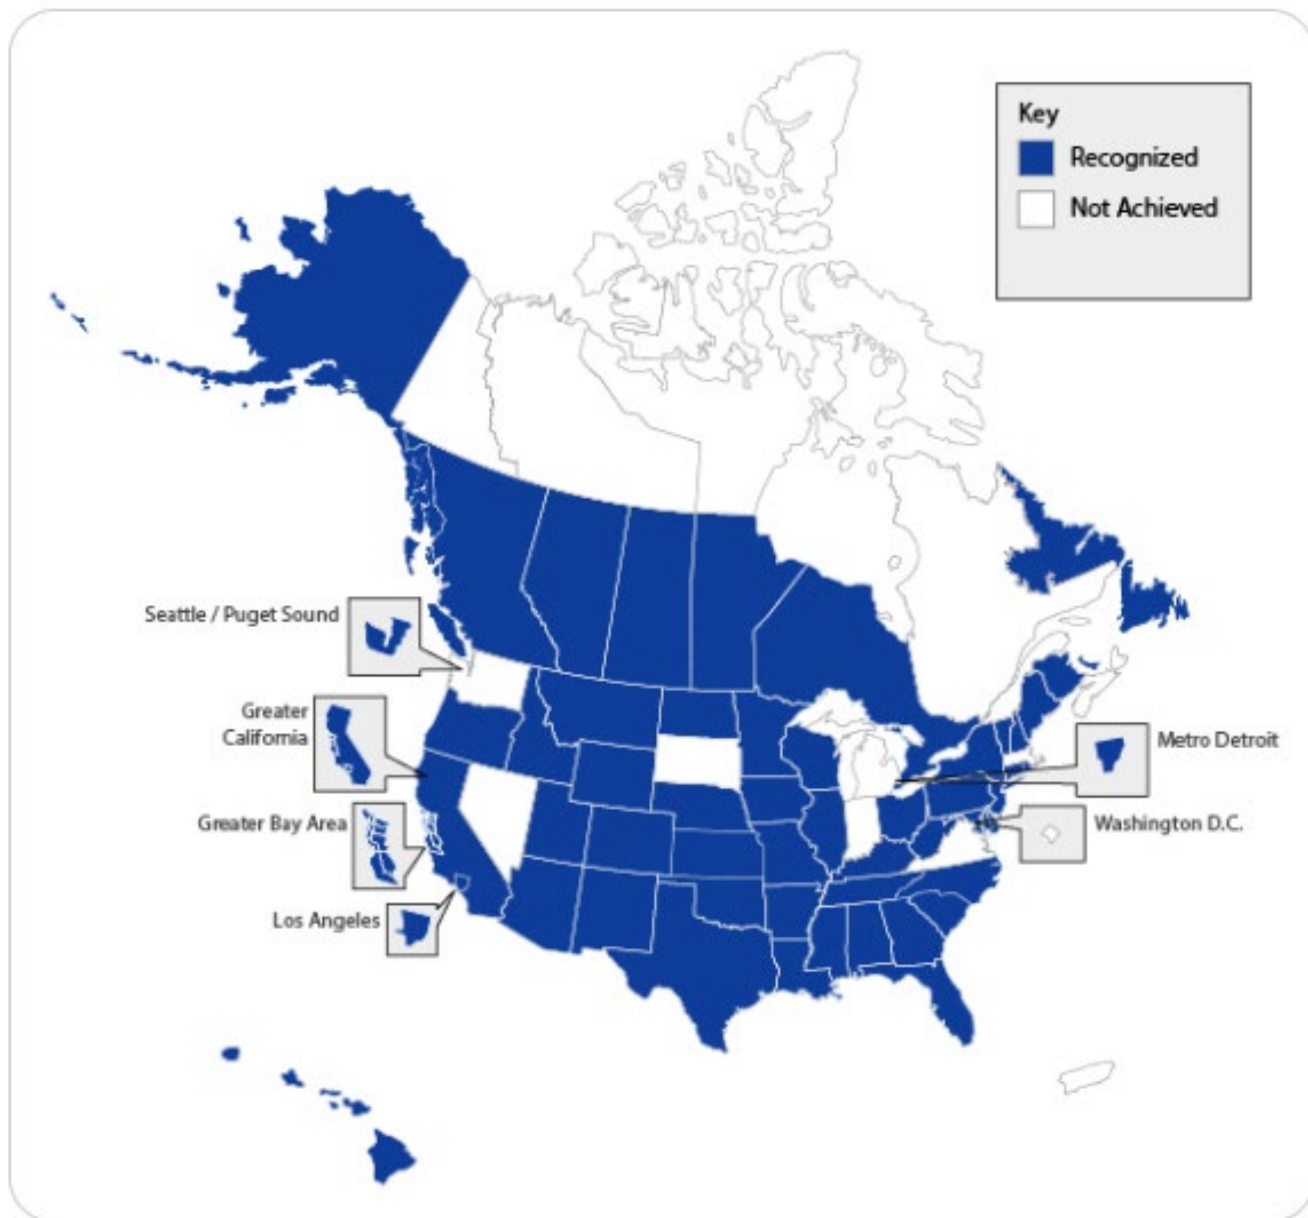 Key
Recognized
Not Achieved
Seattle / Puget Sound
Greater
California
Metro Detroit
Greater Bay Area
Washington D.C.
Los Angeles